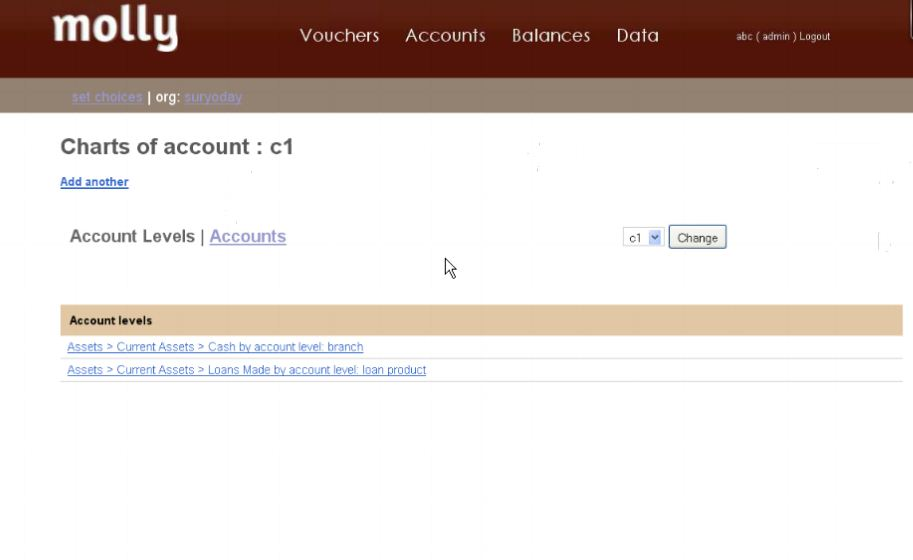 molly
Vouchers Accounts Balances Data
abc ( admin ) Logout
set choices | org: suryoday
Charts of account : c1
Add another
Account Levels | Accounts
c1 Change
Account levels
Assets > Current Assets > Cash by account level: branch
Assets > Current Assets > Loans Made by account level: loan product